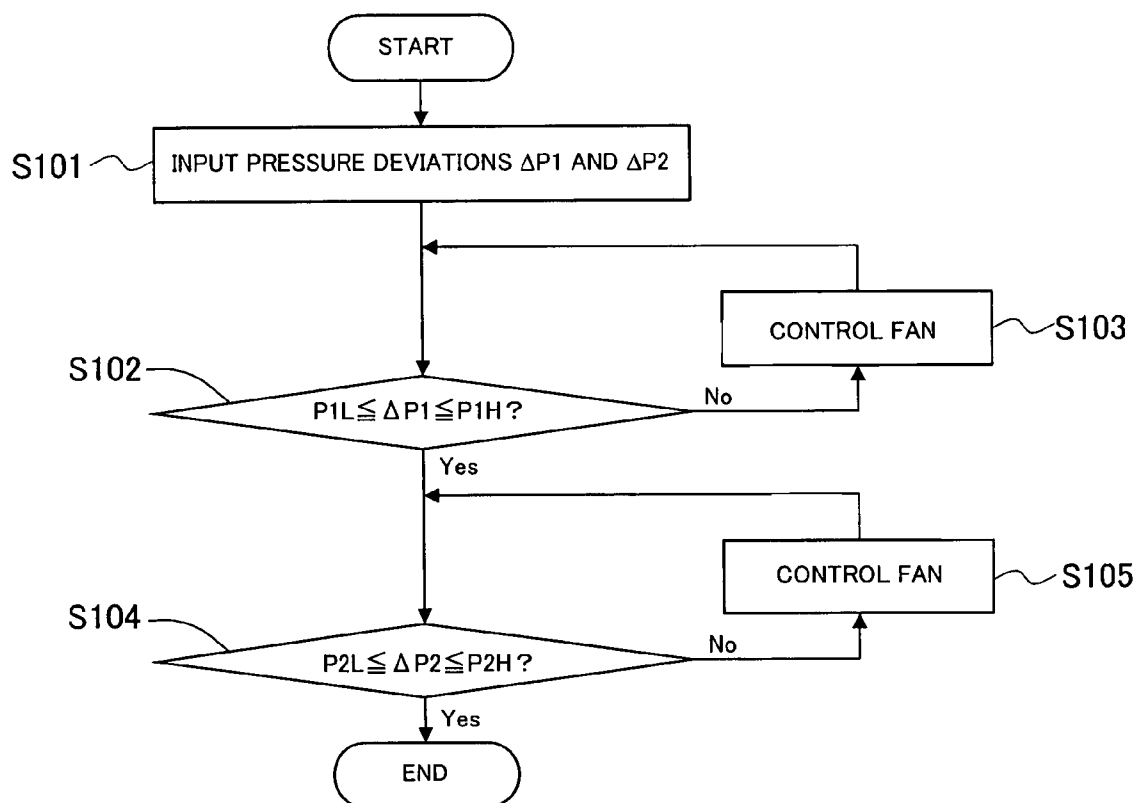 START
S101
INPUT PRESSURE DEVIATIONS ΔP1 AND ΔP2
CONTROL FAN
S103
S102
P1L≦ΔP1≦P1H?
No
Yes
CONTROL FAN
S105
S104
P2L≦ΔP2≦P2H?
No
Yes
END